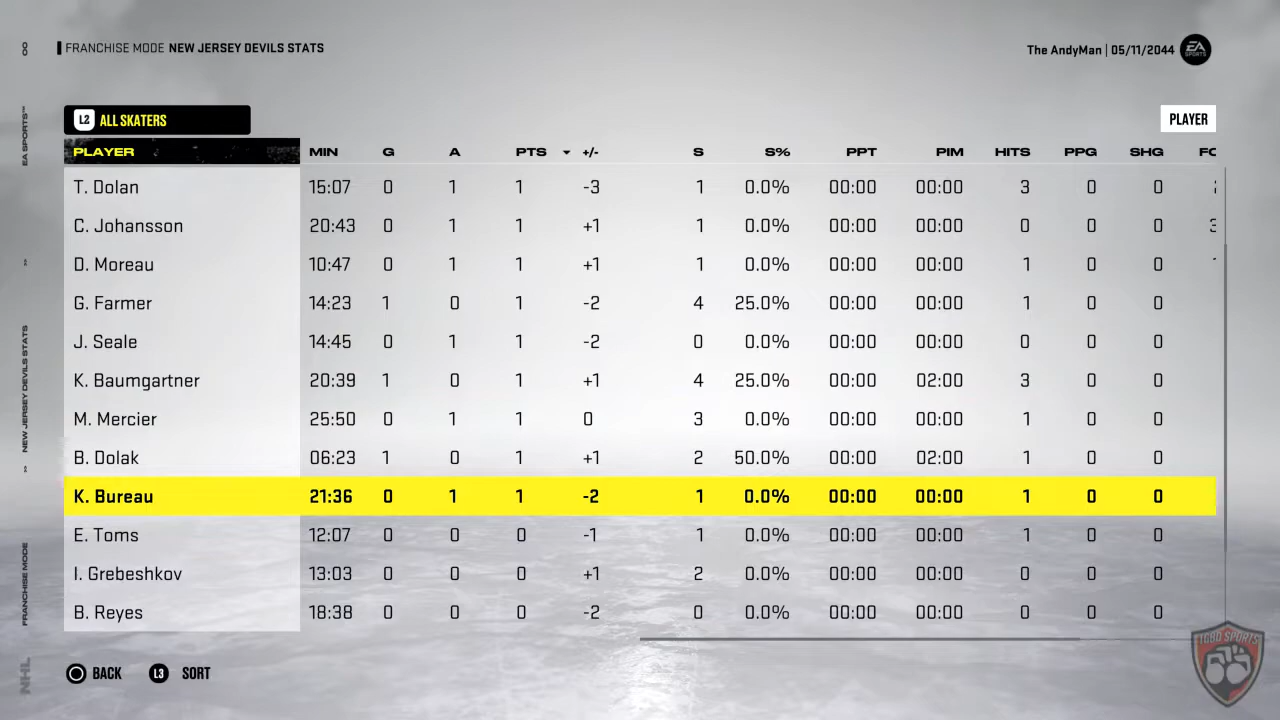 FRANCHISE MODE NEW JERSEY DEVILS STATS
The AndyMan | 05/11/2044
EA SPORTS
L2 ALL SKATERS
PLAYER
PLAYER MIN G A PTS +/- S S% PPT PIM HITS PPG SHG
T. Dolan 15:07 0 1 1 -3 1 0.0% 00:00 00:00 3 0 0
C. Johansson 20:43 0 1 1 +1 1 0.0% 00:00 00:00 0 0 0
D. Moreau 10:47 0 1 1 +1 1 0.0% 00:00 00:00 1 0 0
G. Farmer 14:23 1 0 1 -2 4 25.0% 00:00 00:00 1 0 0
J. Seale 14:45 0 1 1 -2 0 0.0% 00:00 00:00 1 0 0
K. Baumgartner 20:39 1 0 1 +1 4 25.0% 00:00 02:00 3 0 0
M. Mercier 25:50 0 1 1 0 3 0.0% 00:00 00:00 1 0 0
B. Dolak 06:23 1 0 1 +1 2 50.0% 00:00 02:00 1 0 0
K. Bureau 21:36 0 1 1 -2 1 0.0% 00:00 00:00 1 0 0
E. Toms 12:07 0 0 0 -1 1 0.0% 00:00 00:00 1 0 0
I. Grebeshkov 13:03 0 0 0 +1 2 0.0% 00:00 00:00 0 0 0
B. Reyes 18:38 0 0 0 -2 0 0.0% 00:00 00:00 0 0 0
BACK L3 SORT
NHL FRANCHISE MODE » NEW JERSEY DEVILS STATS » EA SPORTS™